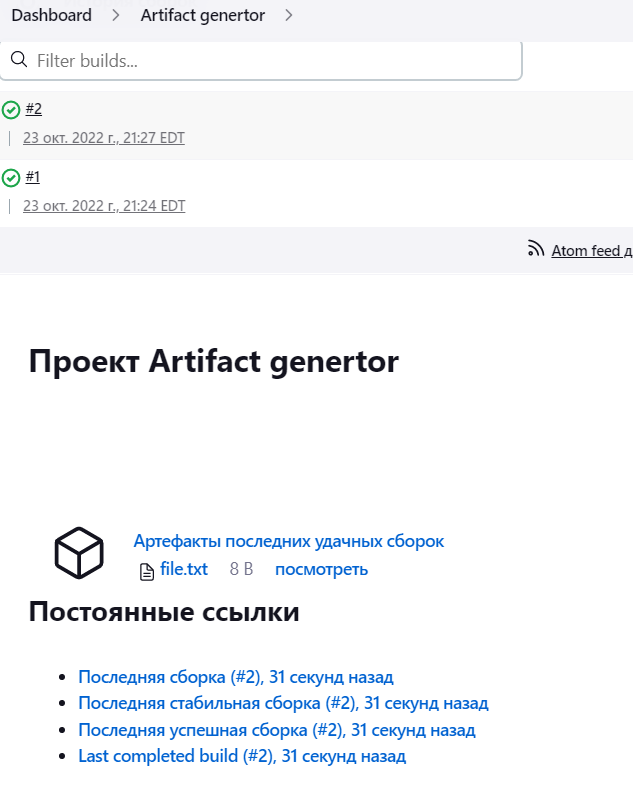 Dashboard > Artifact genertor >
Filter builds...
#2
23 окт. 2022 г., 21:27 EDT
#1
23 окт. 2022 г., 21:24 EDT
Atom feed д
Проект Artifact genertor
Артефакты последних удачных сборок
file.txt 8 B посмотреть
Постоянные ссылки
Последняя сборка (#2), 31 секунд назад
Последняя стабильная сборка (#2), 31 секунд назад
Последняя успешная сборка (#2), 31 секунд назад
Last completed build (#2), 31 секунд назад